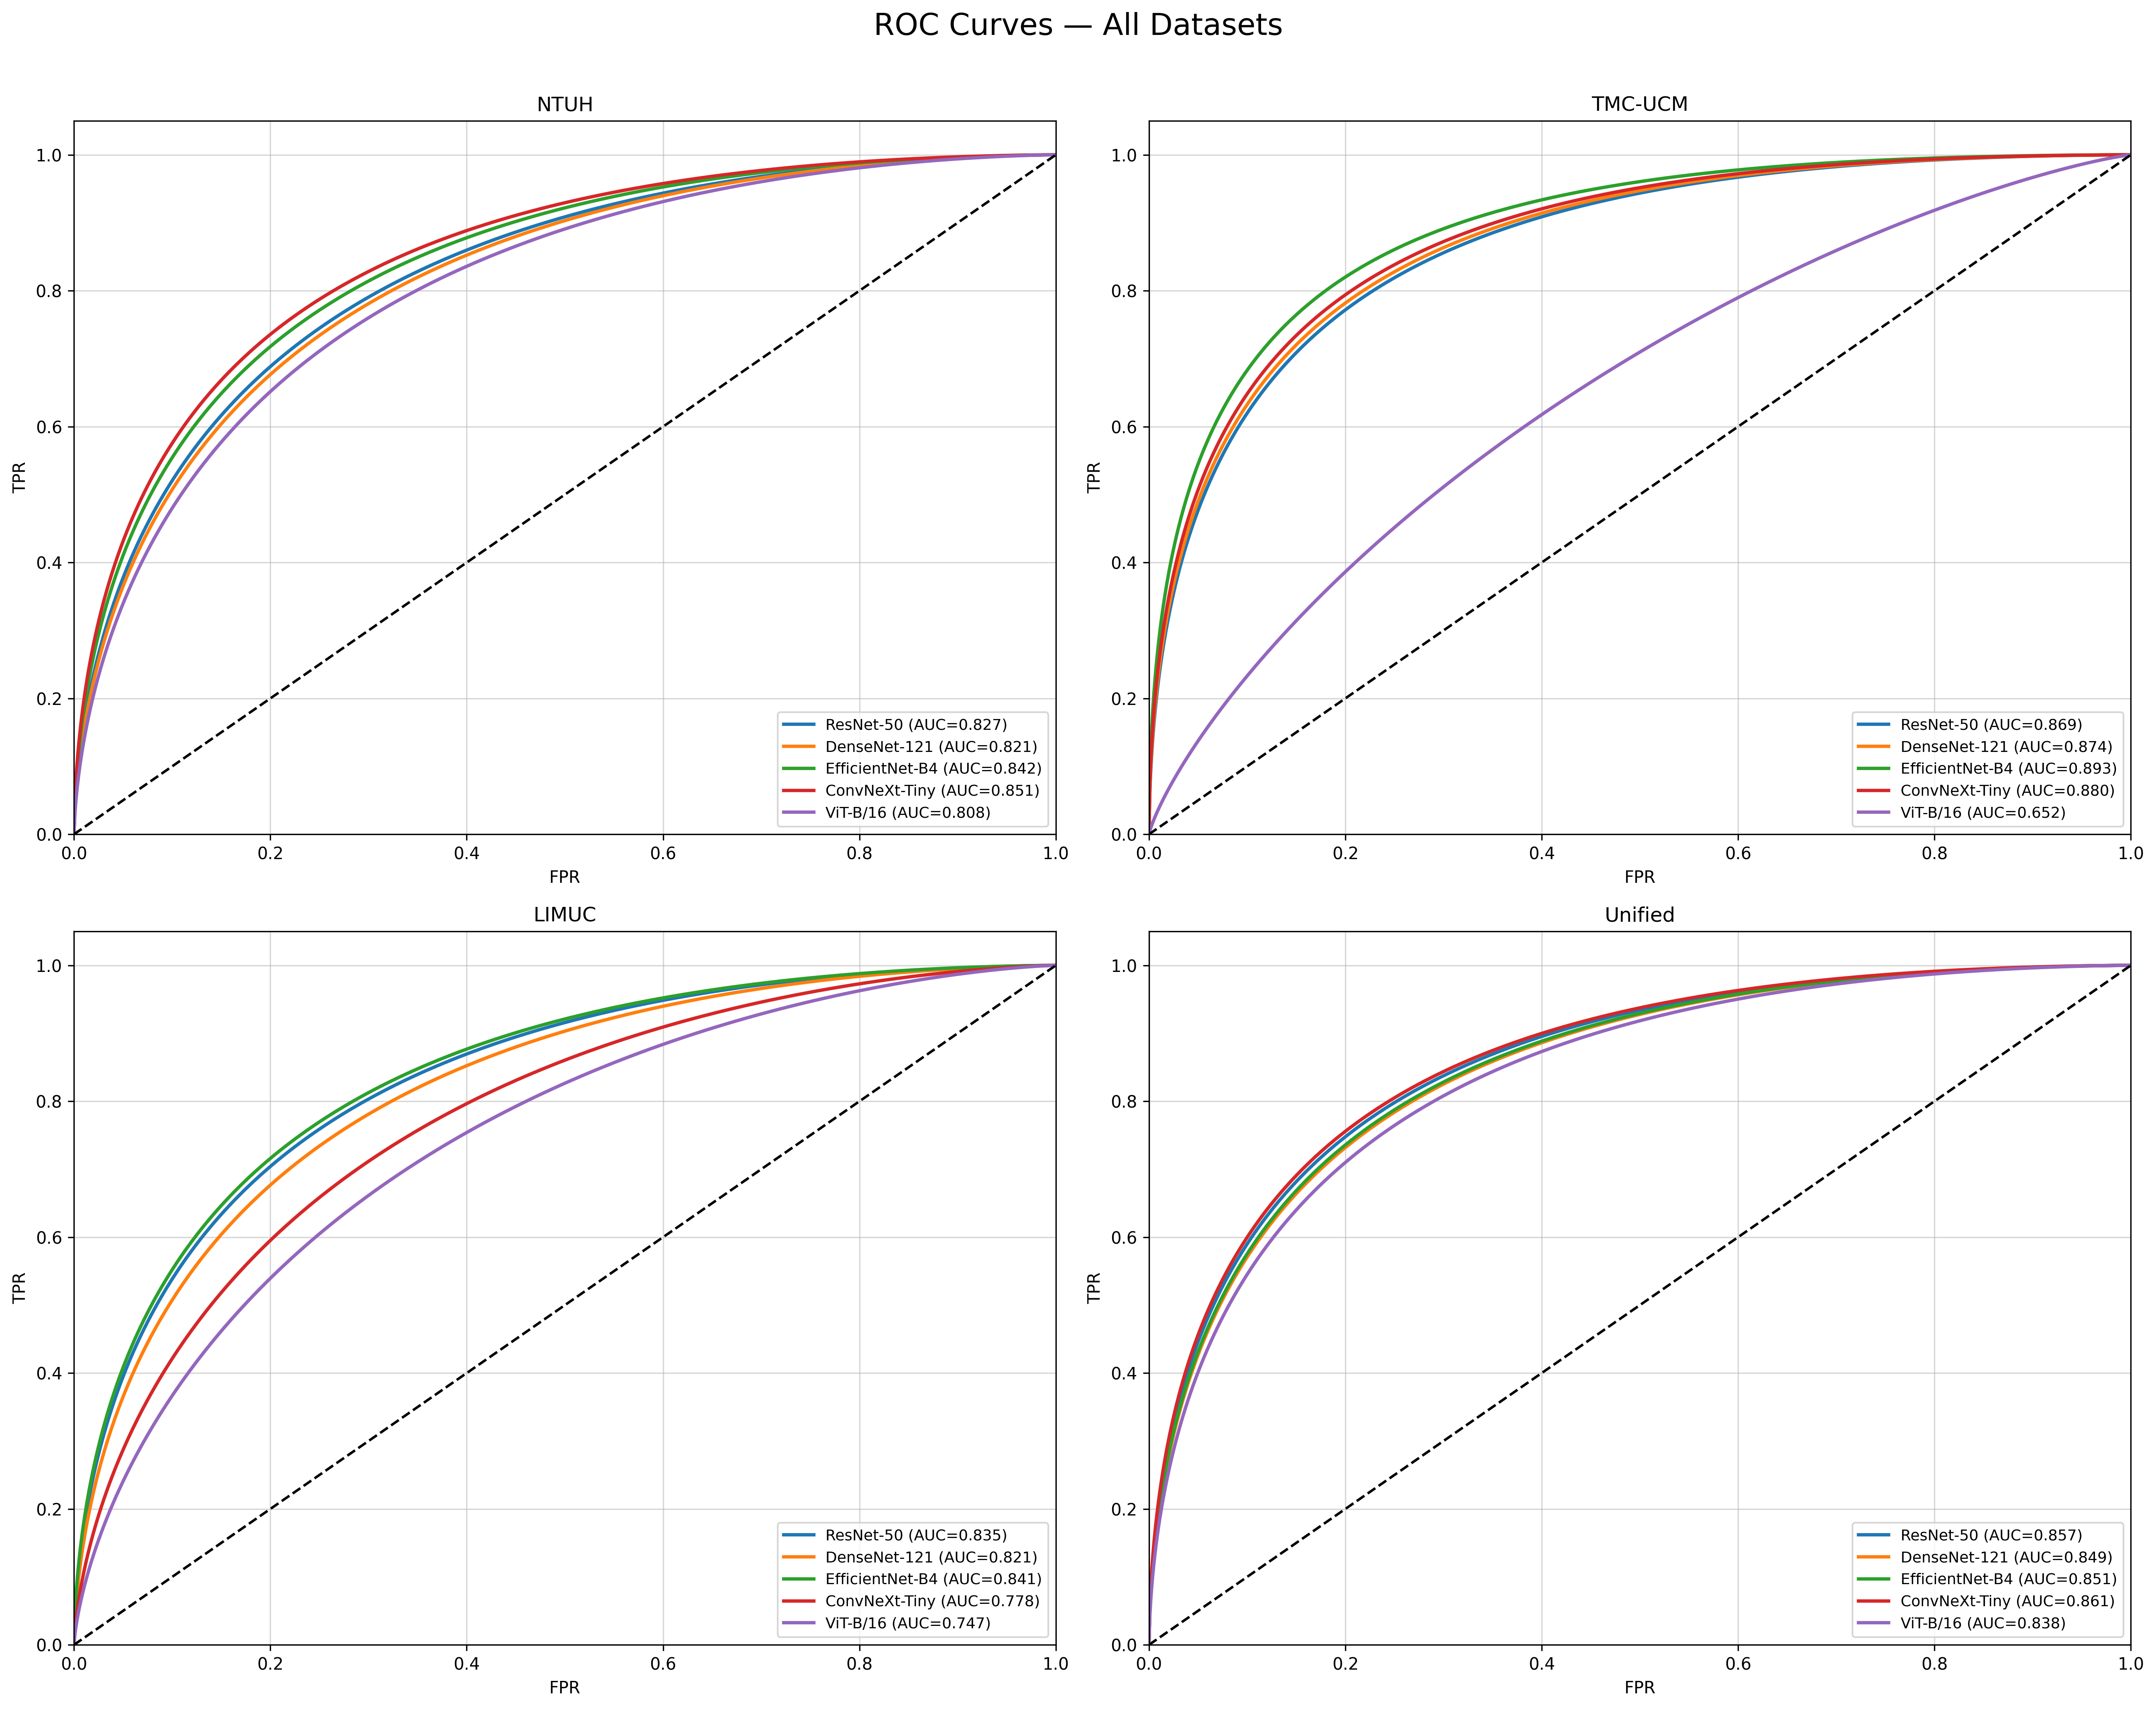 ROC Curves — All Datasets
NTUH
TPR
1.0
0.8
0.6
0.4
0.2
0.0
0.0 0.2 0.4 0.6 0.8 1.0
FPR
ResNet-50 (AUC=0.827)
DenseNet-121 (AUC=0.821)
EfficientNet-B4 (AUC=0.842)
ConvNeXt-Tiny (AUC=0.851)
ViT-B/16 (AUC=0.808)
TMC-UCM
TPR
1.0
0.8
0.6
0.4
0.2
0.0
0.0 0.2 0.4 0.6 0.8 1.0
FPR
ResNet-50 (AUC=0.869)
DenseNet-121 (AUC=0.874)
EfficientNet-B4 (AUC=0.893)
ConvNeXt-Tiny (AUC=0.880)
ViT-B/16 (AUC=0.652)
LIMUC
TPR
1.0
0.8
0.6
0.4
0.2
0.0
0.0 0.2 0.4 0.6 0.8 1.0
FPR
ResNet-50 (AUC=0.835)
DenseNet-121 (AUC=0.821)
EfficientNet-B4 (AUC=0.841)
ConvNeXt-Tiny (AUC=0.778)
ViT-B/16 (AUC=0.747)
Unified
TPR
1.0
0.8
0.6
0.4
0.2
0.0
0.0 0.2 0.4 0.6 0.8 1.0
FPR
ResNet-50 (AUC=0.857)
DenseNet-121 (AUC=0.849)
EfficientNet-B4 (AUC=0.851)
ConvNeXt-Tiny (AUC=0.861)
ViT-B/16 (AUC=0.838)